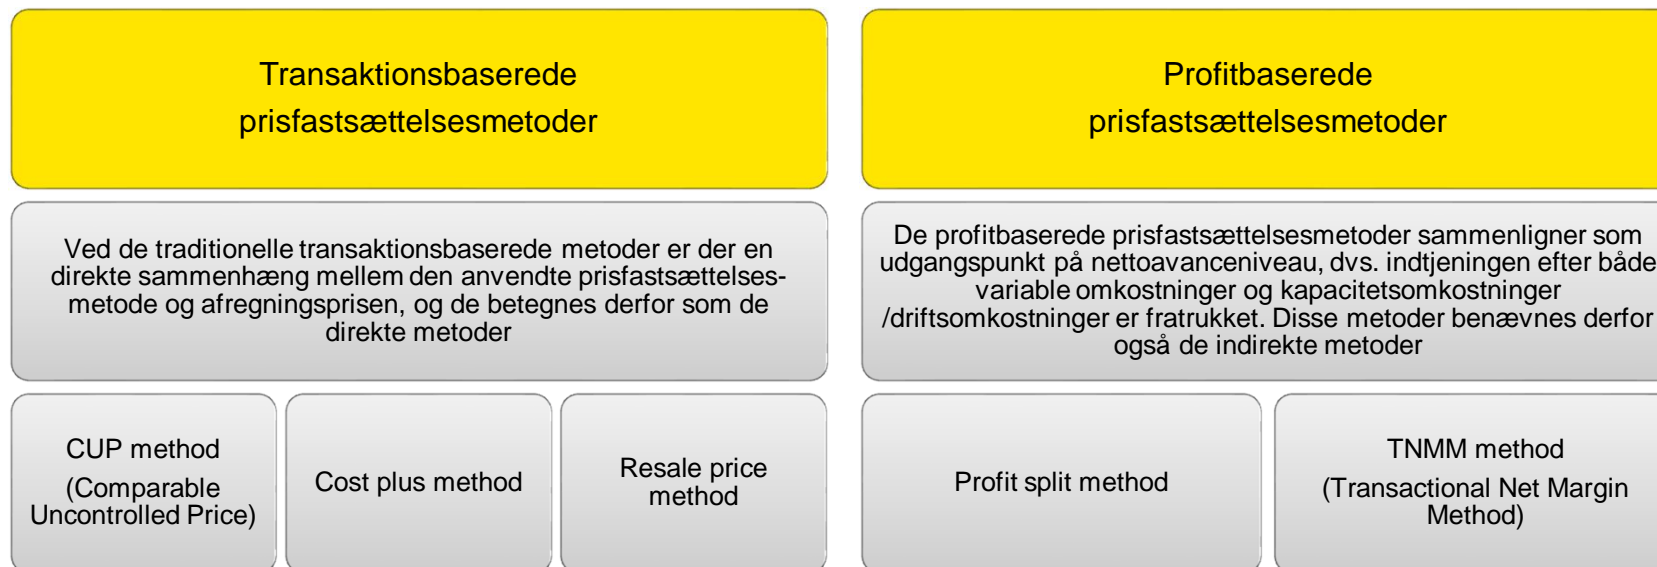 Transaktionsbaserede
prisfastsættelsesmetoder
Ved de traditionelle transaktionsbaserede metoder er der en
direkte sammenhæng mellem den anvendte prisfastsættelses-
metode og afregningsprisen, og de betegnes derfor som de
direkte metoder
CUP method
(Comparable
Uncontrolled Price)
Cost plus method
Resale price
method
Profitbaserede
prisfastsættelsesmetoder
De profitbaserede prisfastsættelsesmetoder sammenligner som
udgangspunkt på nettoavanceniveau, dvs. indtjeningen efter både
variable omkostninger og kapacitetsomkostninger
/driftsomkostninger er fratrukket. Disse metoder benævnes derfor
også de indirekte metoder
Profit split method
TNMM method
(Transactional Net Margin
Method)